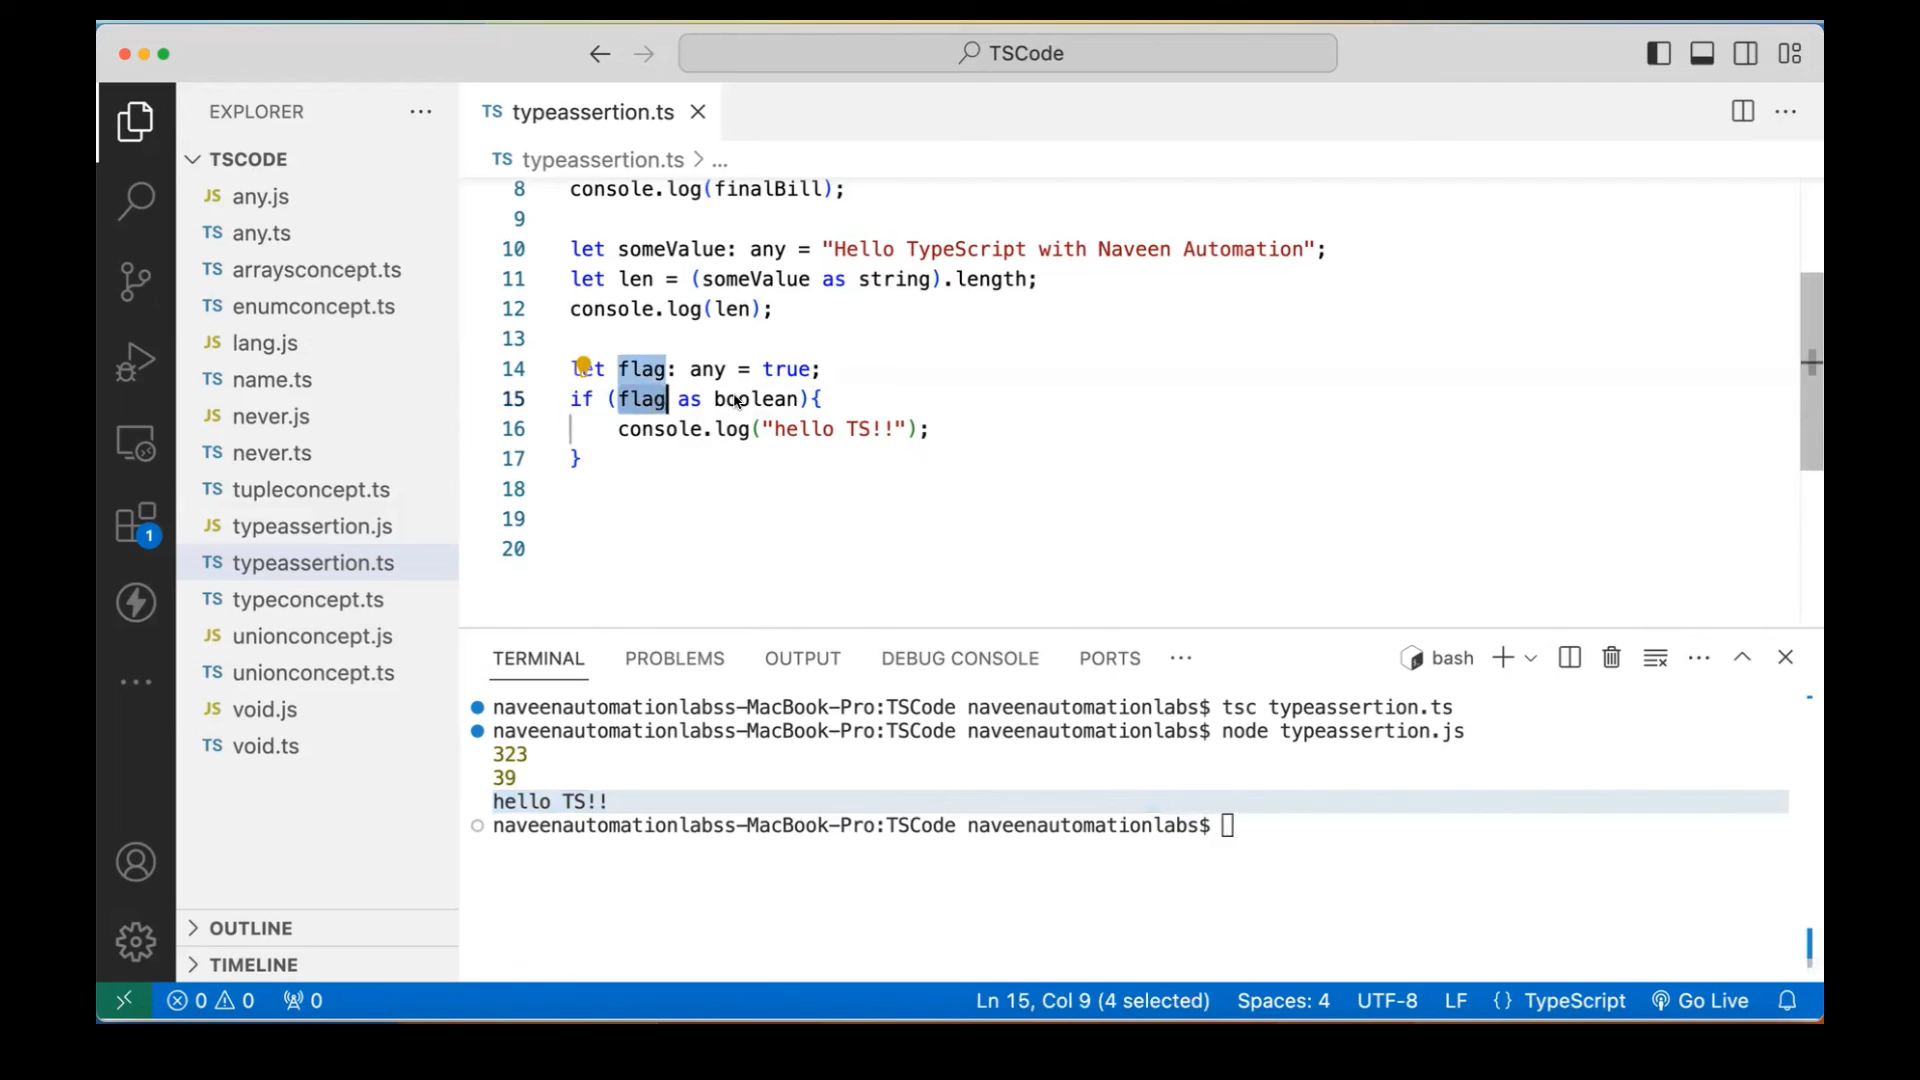 TSCode
EXPLORER
TSCODE
JS any.js
TS any.ts
TS arraysconcept.ts
TS enumconcept.ts
JS lang.js
TS name.ts
JS never.js
TS never.ts
TS tupleconcept.ts
JS typeassertion.js
TS typeassertion.ts
TS typeconcept.ts
JS unionconcept.js
TS unionconcept.ts
JS void.js
TS void.ts
OUTLINE
TIMELINE
1
TS typeassertion.ts
TS typeassertion.ts > ...
8 console.log(finalBill);
9
10 let someValue: any = "Hello TypeScript with Naveen Automation";
11 let len = (someValue as string).length;
12 console.log(len);
13
14 let flag: any = true;
15 if (flag as boolean){
16 console.log("hello TS!!");
17 }
18
19
20
TERMINAL PROBLEMS OUTPUT DEBUG CONSOLE PORTS
bash
naveenautomationlabss-MacBook-Pro:TSCode naveenautomationlabs$ tsc typeassertion.ts
naveenautomationlabss-MacBook-Pro:TSCode naveenautomationlabs$ node typeassertion.js
323
39
hello TS!!
naveenautomationlabss-MacBook-Pro:TSCode naveenautomationlabs$
0 0 0 Ln 15, Col 9 (4 selected) Spaces: 4 UTF-8 LF {} TypeScript Go Live